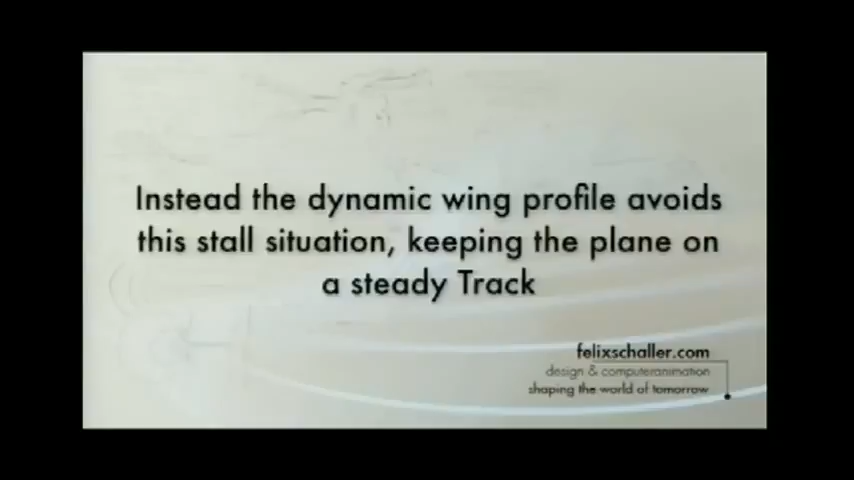 Instead the dynamic wing profile avoids
this stall situation, keeping the plane on
a steady Track
felixschaller.com
design & computeranimation
shaping the world of tomorrow